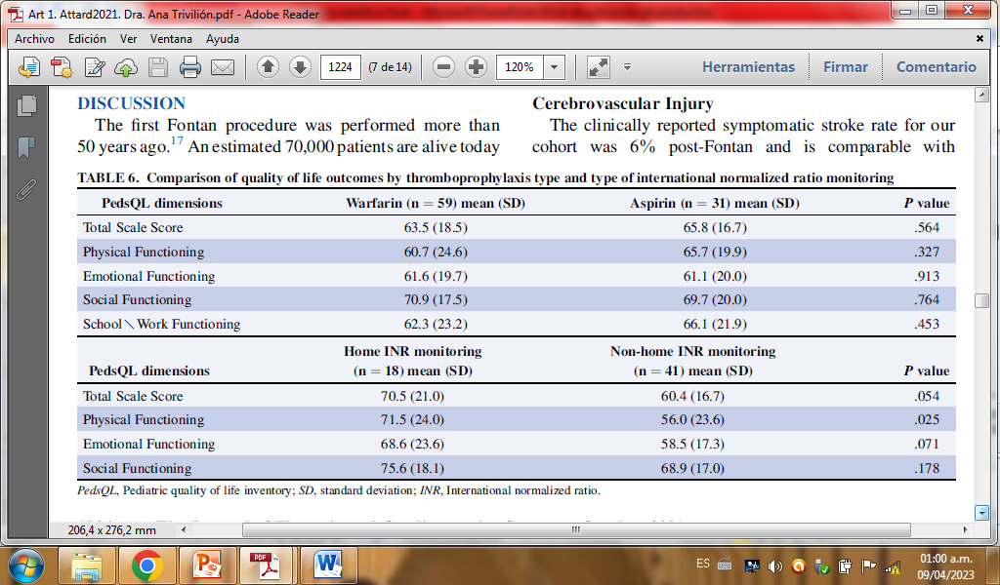 Art 1. Attard2021. Dra. Ana Trivilión.pdf - Adobe Reader
Archivo Edición Ver Ventana Ayuda
1224 (7 de 14) 120% Herramientas Firmar Comentario
DISCUSSION
The first Fontan procedure was performed more than
50 years ago.17 An estimated 70,000 patients are alive today
Cerebrovascular Injury
The clinically reported symptomatic stroke rate for our
cohort was 6% post-Fontan and is comparable with
TABLE 6. Comparison of quality of life outcomes by thromboprophylaxis type and type of international normalized ratio monitoring
PedsQL dimensions Warfarin (n = 59) mean (SD) Aspirin (n = 31) mean (SD) P value
Total Scale Score 63.5 (18.5) 65.8 (16.7) .564
Physical Functioning 60.7 (24.6) 65.7 (19.9) .327
Emotional Functioning 61.6 (19.7) 61.1 (20.0) .913
Social Functioning 70.9 (17.5) 69.7 (20.0) .764
School\Work Functioning 62.3 (23.2) 66.1 (21.9) .453
Home INR monitoring Non-home INR monitoring
PedsQL dimensions (n = 18) mean (SD) (n = 41) mean (SD) P value
Total Scale Score 70.5 (21.0) 60.4 (16.7) .054
Physical Functioning 71.5 (24.0) 56.0 (23.6) .025
Emotional Functioning 68.6 (23.6) 58.5 (17.3) .071
Social Functioning 75.6 (18.1) 68.9 (17.0) .178
PedsQL, Pediatric quality of life inventory; SD, standard deviation; INR, International normalized ratio.
206,4 x 276,2 mm
PDF
ES 01:00 a.m.
09/04/2023